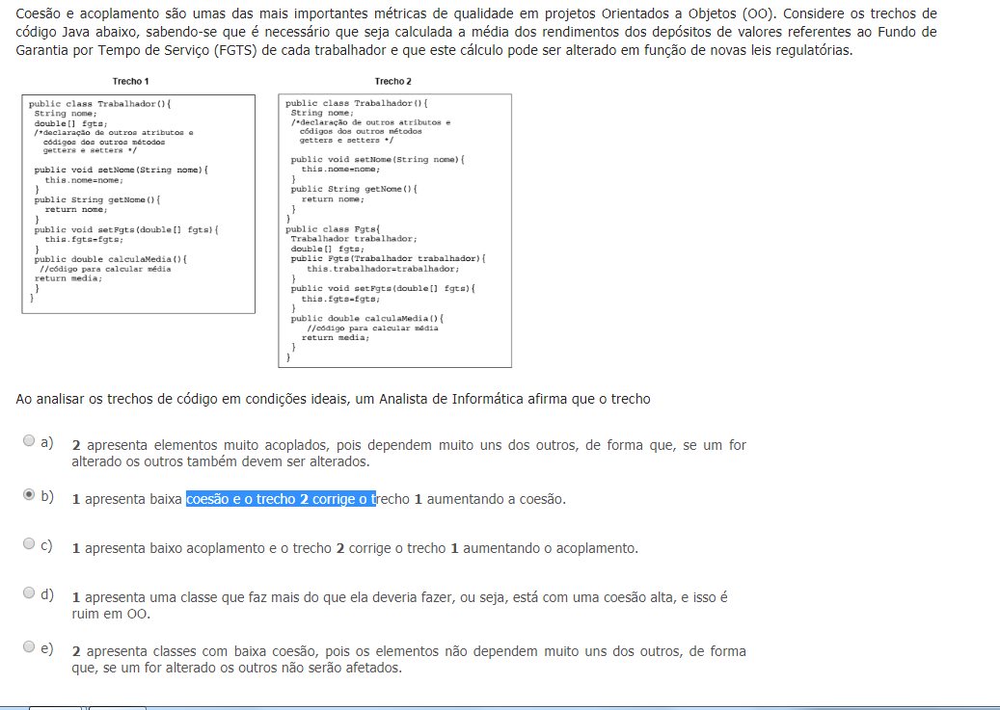 Coesão e acoplamento são umas das mais importantes métricas de qualidade em projetos Orientados a Objetos (OO). Considere os trechos de
código Java abaixo, sabendo-se que é necessário que seja calculada a média dos rendimentos dos depósitos de valores referentes ao Fundo de
Garantia por Tempo de Serviço (FGTS) de cada trabalhador e que este cálculo pode ser alterado em função de novas leis regulatórias.
Trecho 1
public class Trabalhador(){
String nome;
double[] fgts;
/*declaração de outros atributos e
códigos dos outros métodos
getters e setters */
public void setNome(String nome){
this.nome=nome;
}
public String getNome(){
return nome;
}
public void setFgts(double[] fgts){
this.fgts=fgts;
}
public double calculaMedia(){
//código para calcular média
return media;
}
}
Trecho 2
public class Trabalhador(){
String nome;
/*declaração de outros atributos e
códigos dos outros métodos
getters e setters */
public void setNome(String nome){
this.nome=nome;
}
public String getNome(){
return nome;
}
}
public class Fgts{
Trabalhador trabalhador;
double[] fgts;
public Fgts(Trabalhador trabalhador){
this.trabalhador=trabalhador;
}
public void setFgts(double[] fgts){
this.fgts=fgts;
}
public double calculaMedia(){
//código para calcular média
return media;
}
}
Ao analisar os trechos de código em condições ideais, um Analista de Informática afirma que o trecho
a) 2 apresenta elementos muito acoplados, pois dependem muito uns dos outros, de forma que, se um for
alterado os outros também devem ser alterados.
b) 1 apresenta baixa coesão e o trecho 2 corrige o trecho 1 aumentando a coesão.
c) 1 apresenta baixo acoplamento e o trecho 2 corrige o trecho 1 aumentando o acoplamento.
d) 1 apresenta uma classe que faz mais do que ela deveria fazer, ou seja, está com uma coesão alta, e isso é
ruim em OO.
e) 2 apresenta classes com baixa coesão, pois os elementos não dependem muito uns dos outros, de forma
que, se um for alterado os outros não serão afetados.